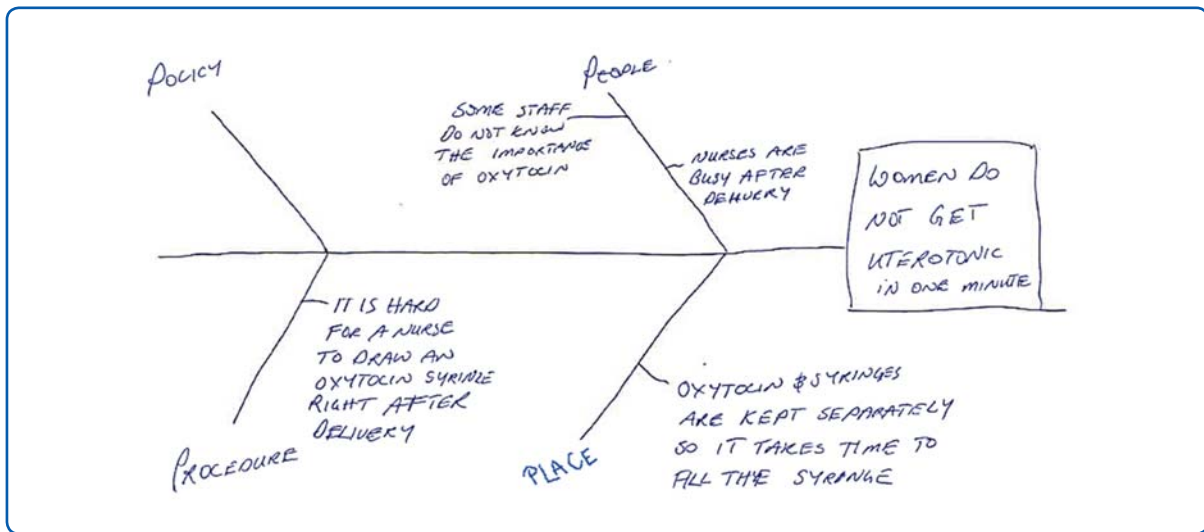 POLICY
PEOPLE
SOME STAFF
DO NOT KNOW
THE IMPORTANCE
OF OXYTOCIN
NURSES ARE
BUSY AFTER
DELIVERY
WOMEN DO
NOT GET
UTEROTONIC
IN ONE MINUTE
IT IS HARD
FOR A NURSE
TO DRAW AN
OXYTOCIN SYRINGE
RIGHT AFTER
DELIVERY
PROCEDURE
OXYTOCIN & SYRINGES
ARE KEPT SEPARATELY
SO IT TAKES TIME TO
FILL THE SYRANGE
PLACE